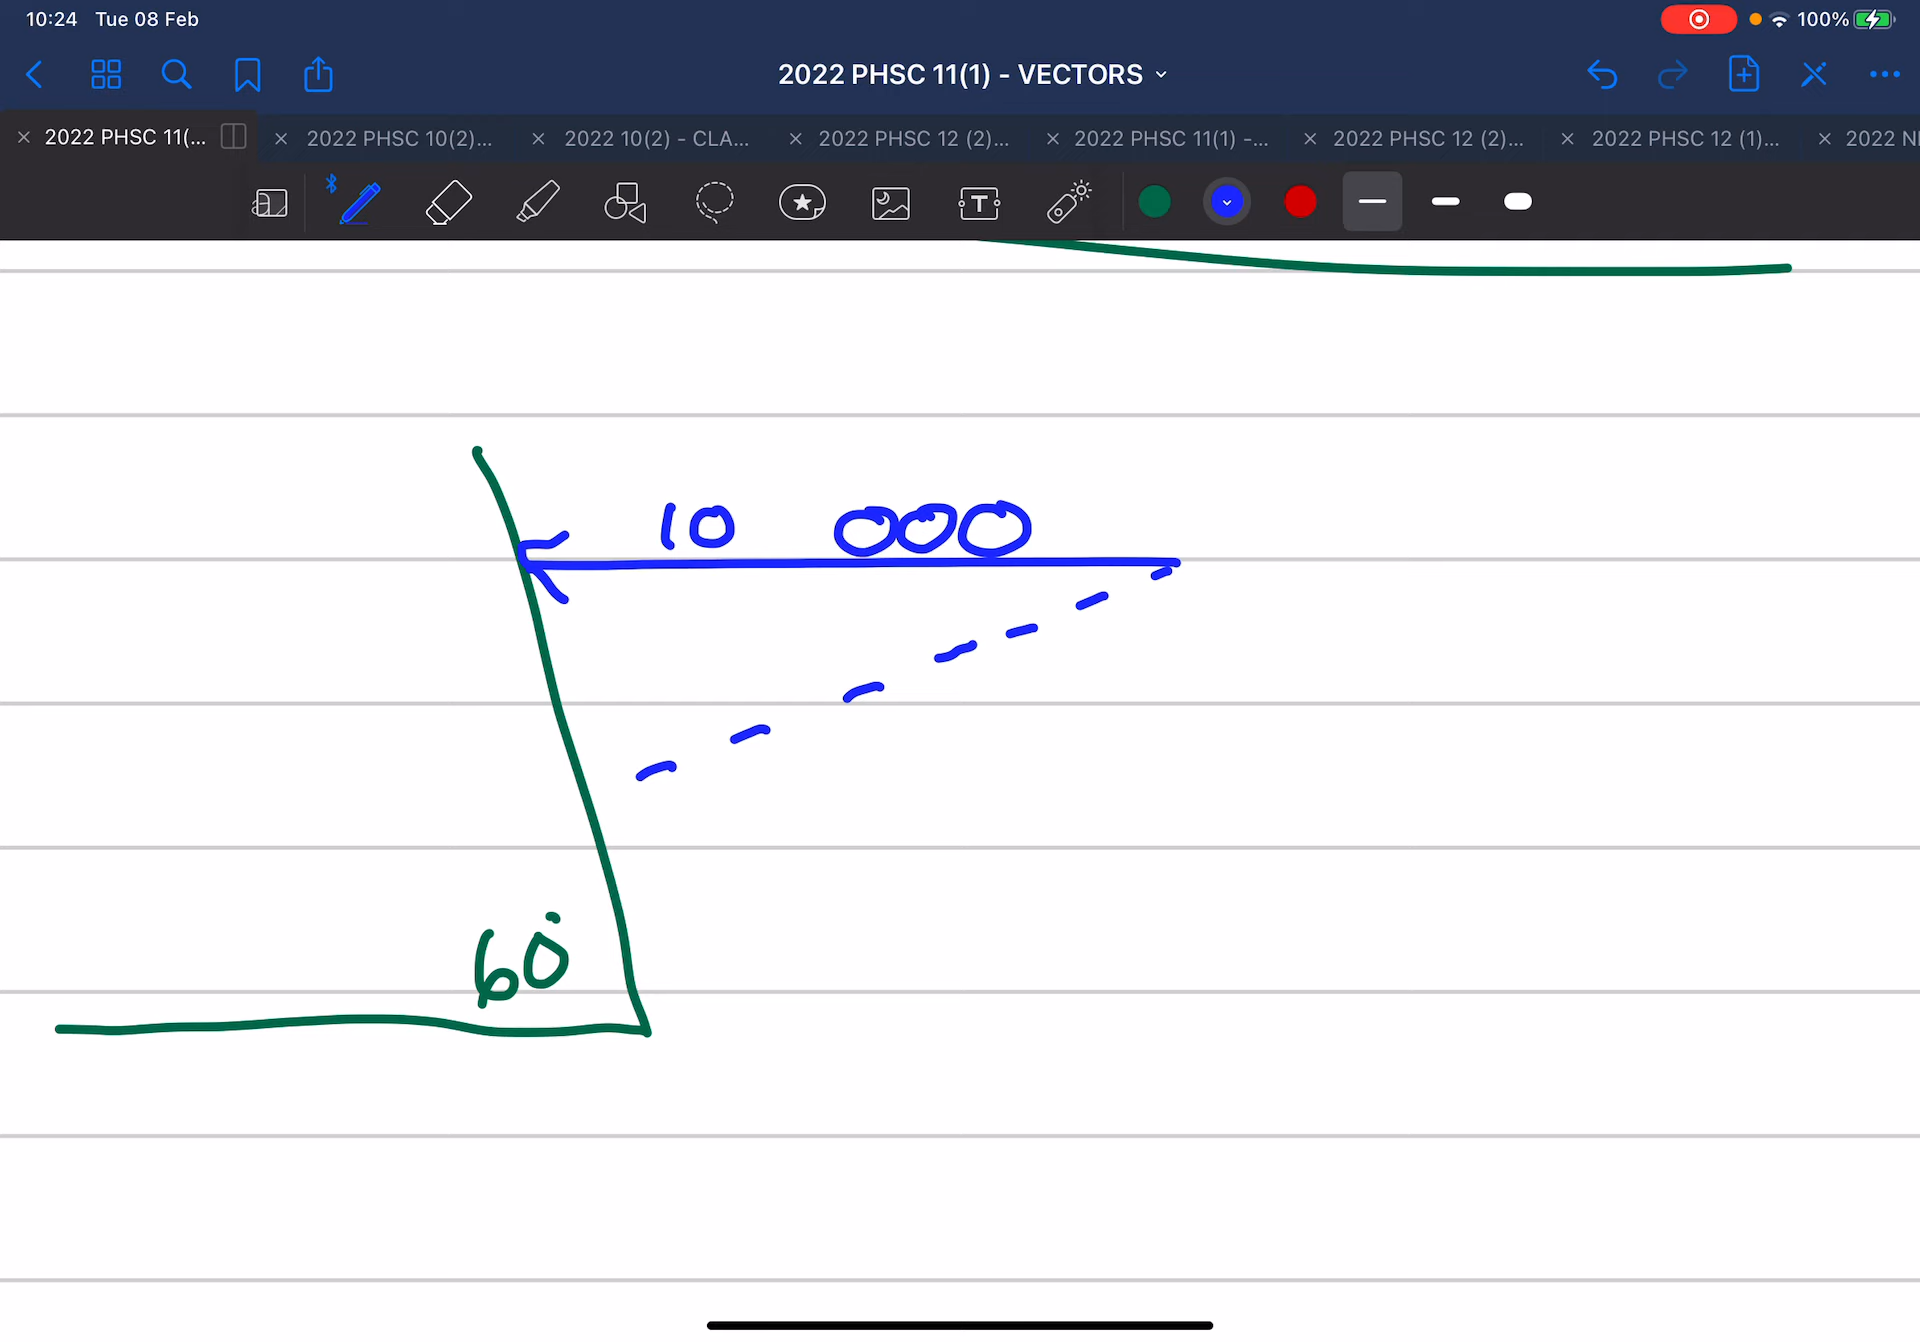 10:24 Tue 08 Feb 100%
2022 PHSC 11(1) - VECTORS
2022 PHSC 11(... 2022 PHSC 10(2)... 2022 10(2) - CLA... 2022 PHSC 12 (2)... 2022 PHSC 11(1) -... 2022 PHSC 12 (2)... 2022 PHSC 12 (1)... 2022 N
T
10 000
60°